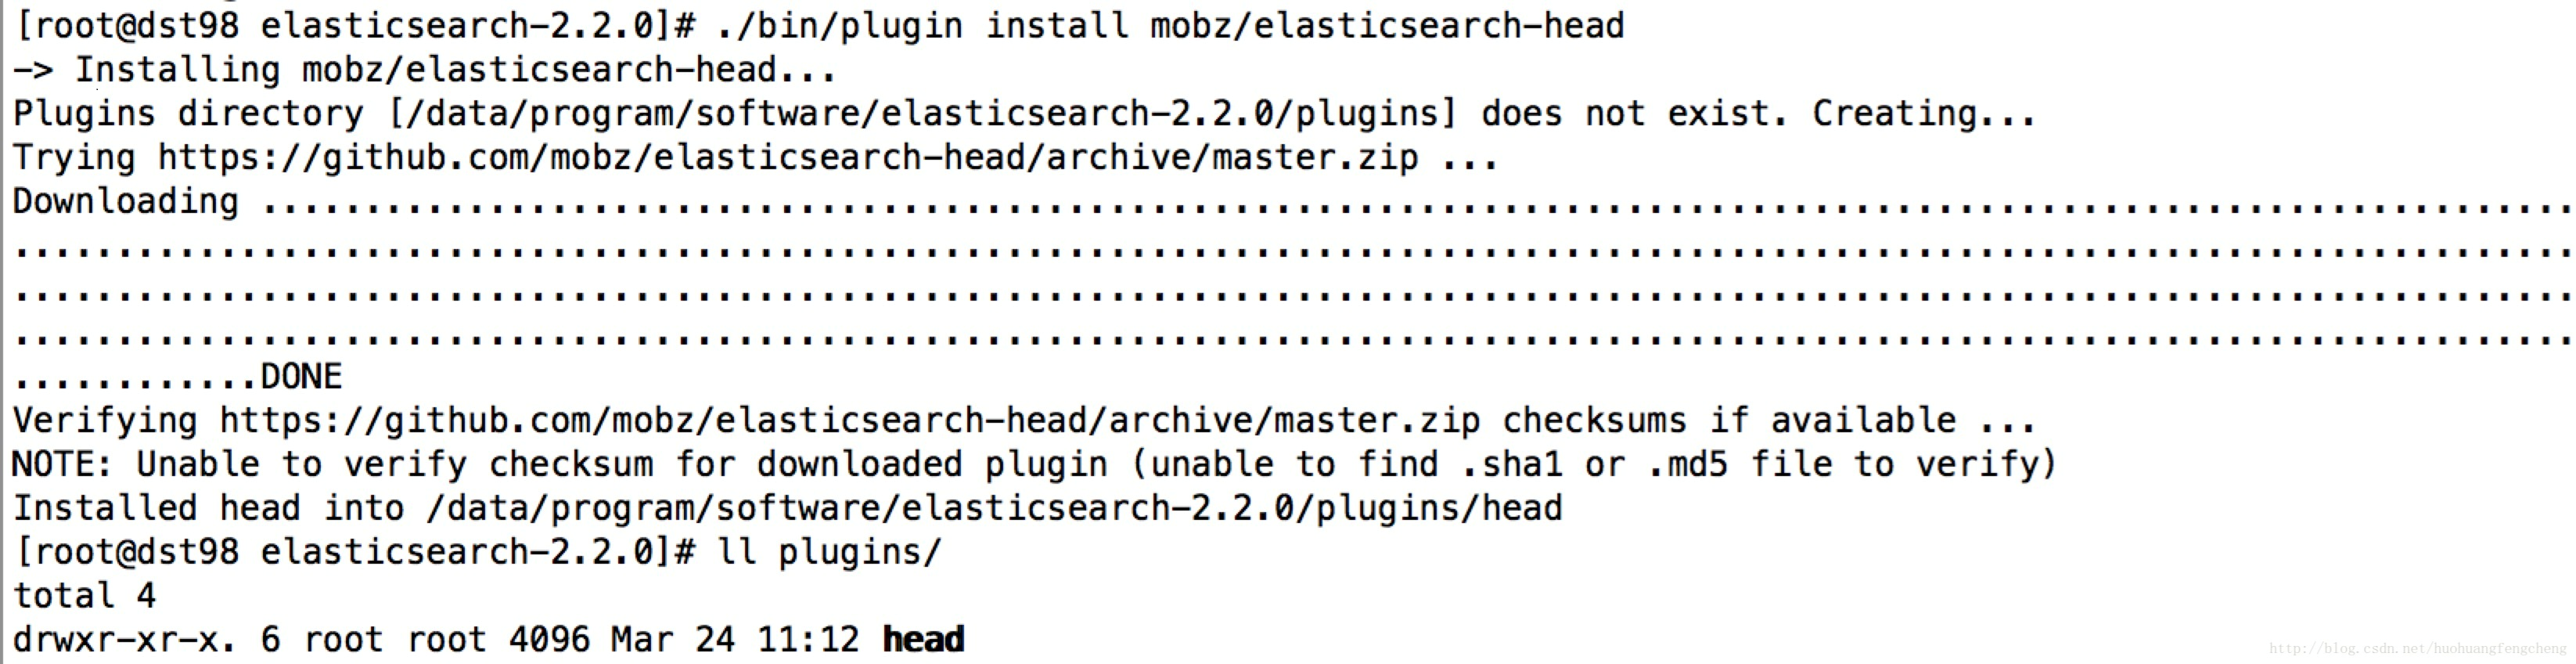 [root@dst98 elasticsearch-2.2.0]# ./bin/plugin install mobz/elasticsearch-head
-> Installing mobz/elasticsearch-head...
Plugins directory [/data/program/software/elasticsearch-2.2.0/plugins] does not exist. Creating...
Trying https://github.com/mobz/elasticsearch-head/archive/master.zip ...
Downloading ................................................................................................................
............................................................................................................................
............................................................................................................................
............................................................................................................................
............DONE
Verifying https://github.com/mobz/elasticsearch-head/archive/master.zip checksums if available ...
NOTE: Unable to verify checksum for downloaded plugin (unable to find .sha1 or .md5 file to verify)
Installed head into /data/program/software/elasticsearch-2.2.0/plugins/head
[root@dst98 elasticsearch-2.2.0]# ll plugins/
total 4
drwxr-xr-x. 6 root root 4096 Mar 24 11:12 head
http://blog.csdn.net/huohuangfengcheng